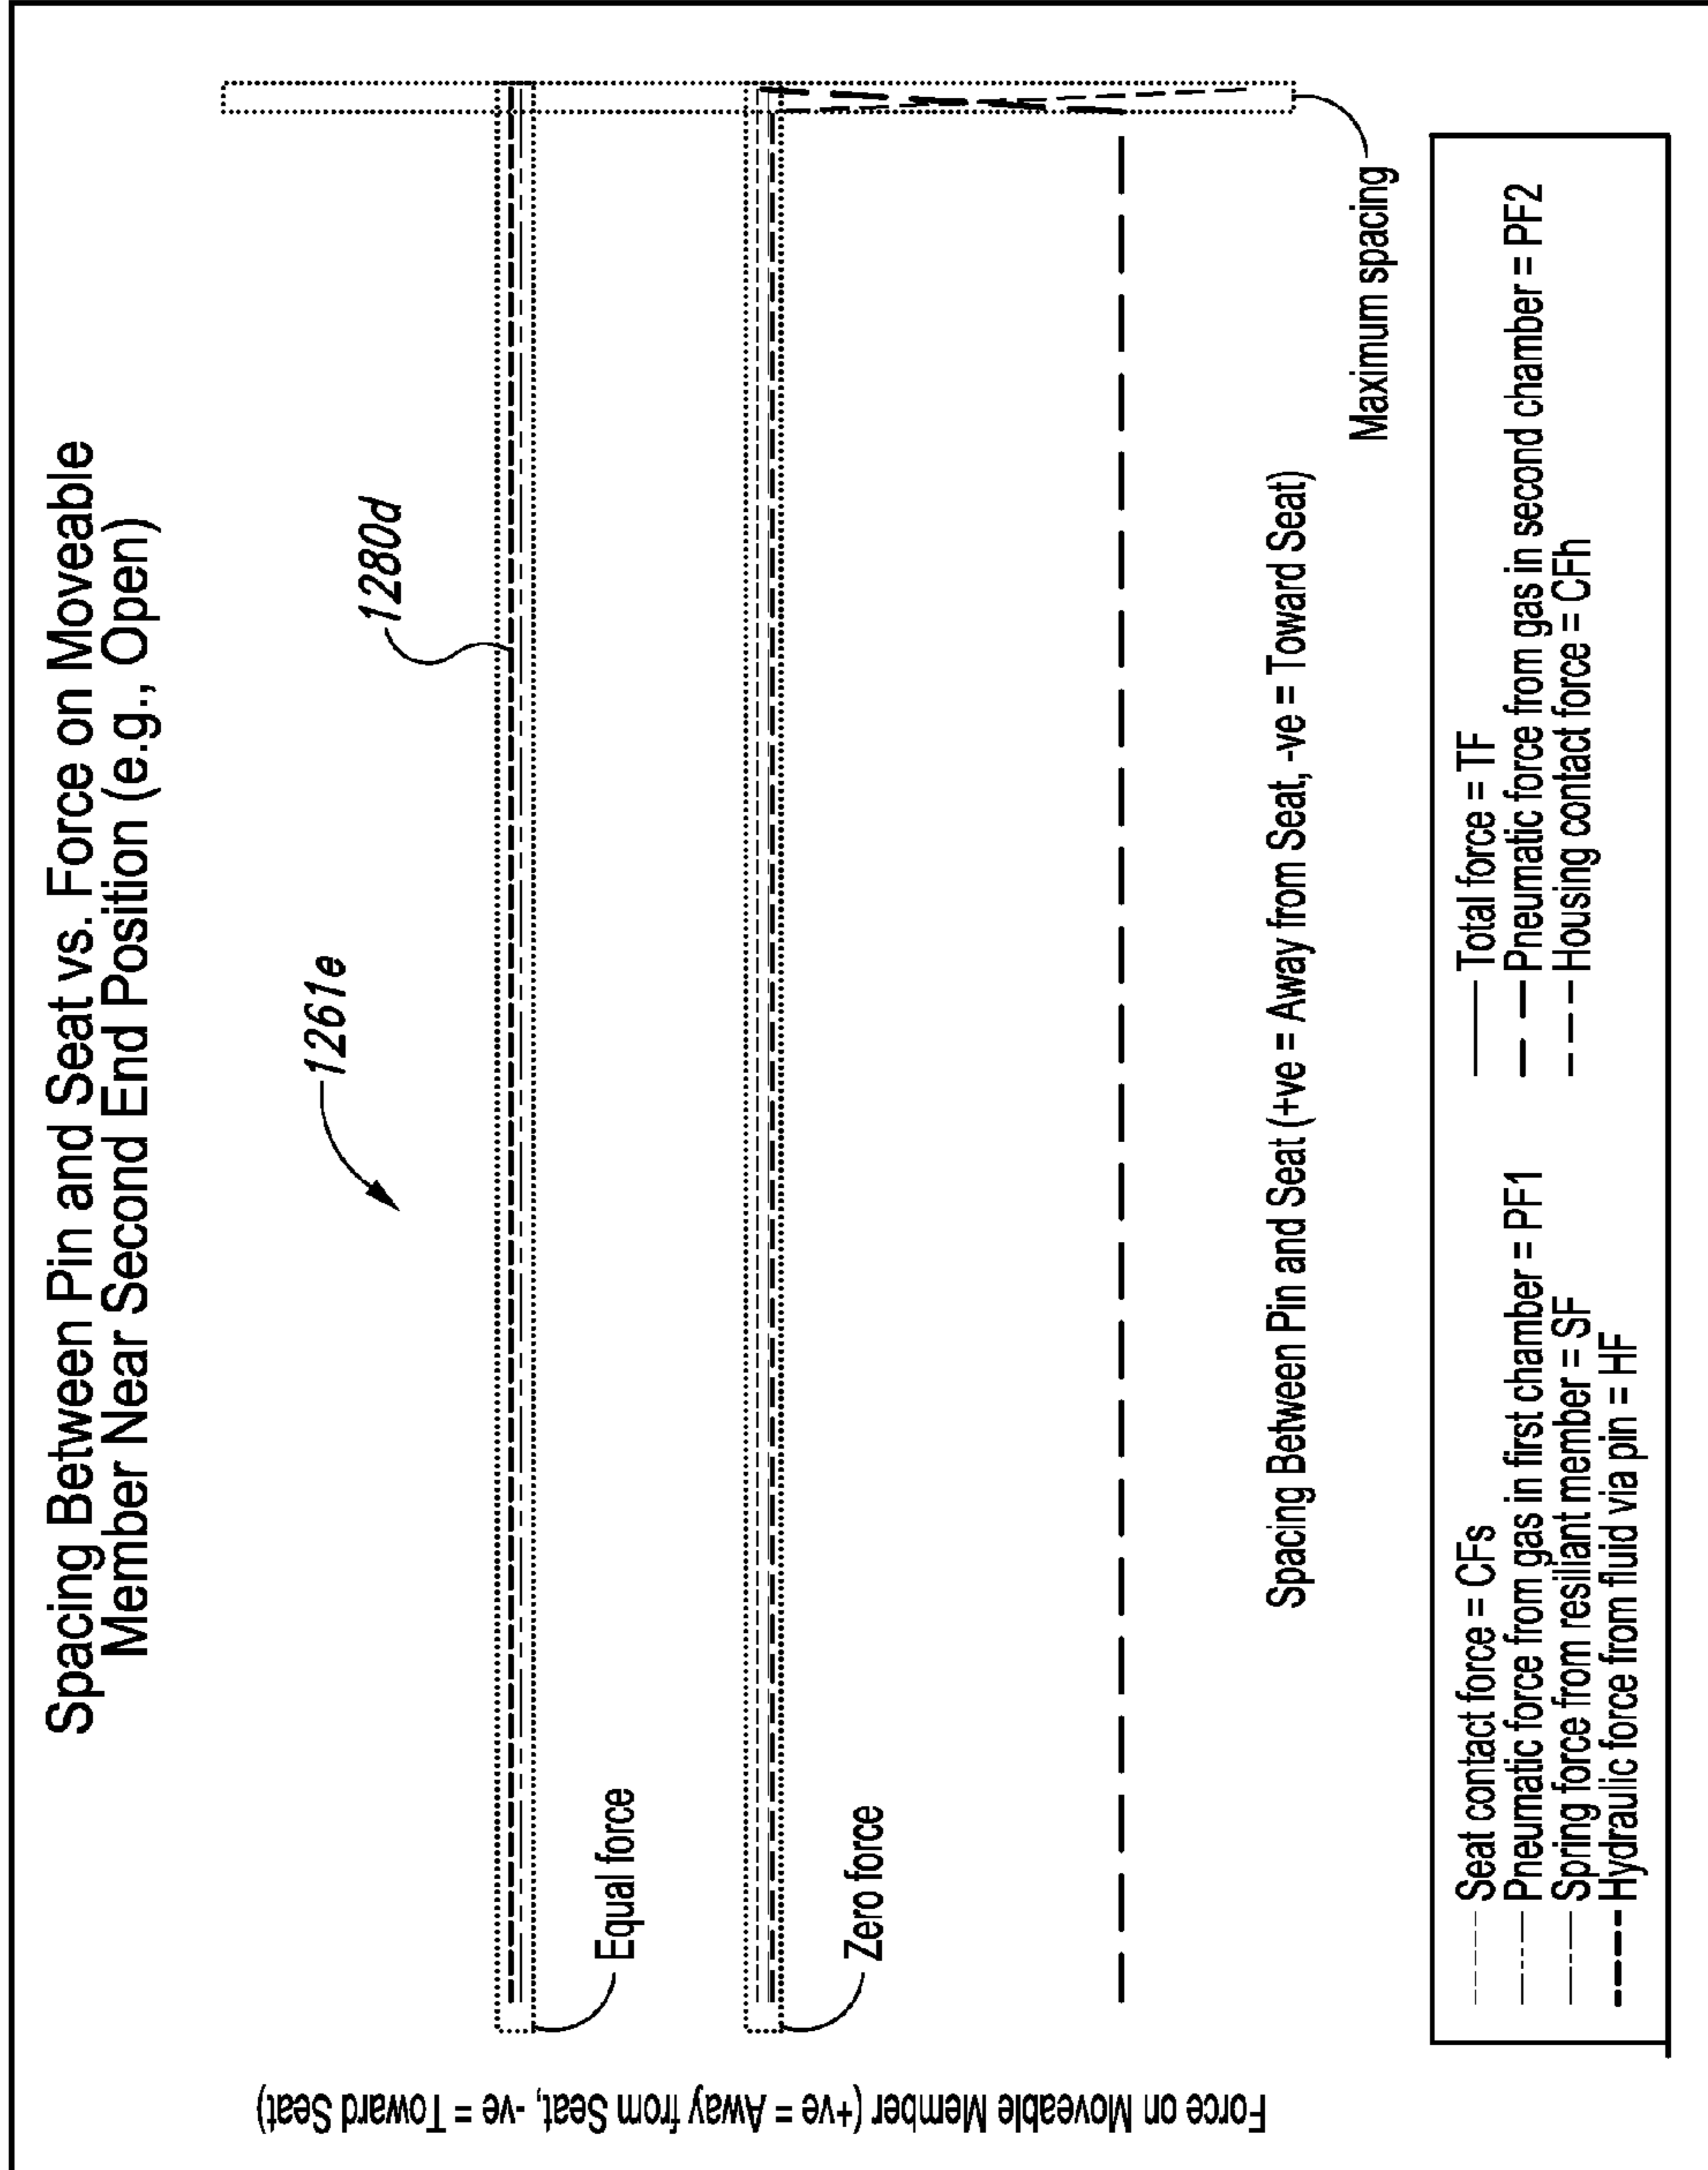 Spacing Between Pin and Seat vs. Force on Moveable
Member Near Second End Position (e.g., Open)
1261e
1280d
Equal force
Zero force
Maximum spacing
Force on Moveable Member (+ve = Away from Seat, -ve = Toward Seat)
Spacing Between Pin and Seat (+ve = Away from Seat, -ve = Toward Seat)
Seat contact force = CFs
Pneumatic force from gas in first chamber = PF1
Spring force from resiliant member = SF
Hydraulic force from fluid via pin = HF
Total force = TF
Pneumatic force from gas in second chamber = PF2
Housing contact force = CFh